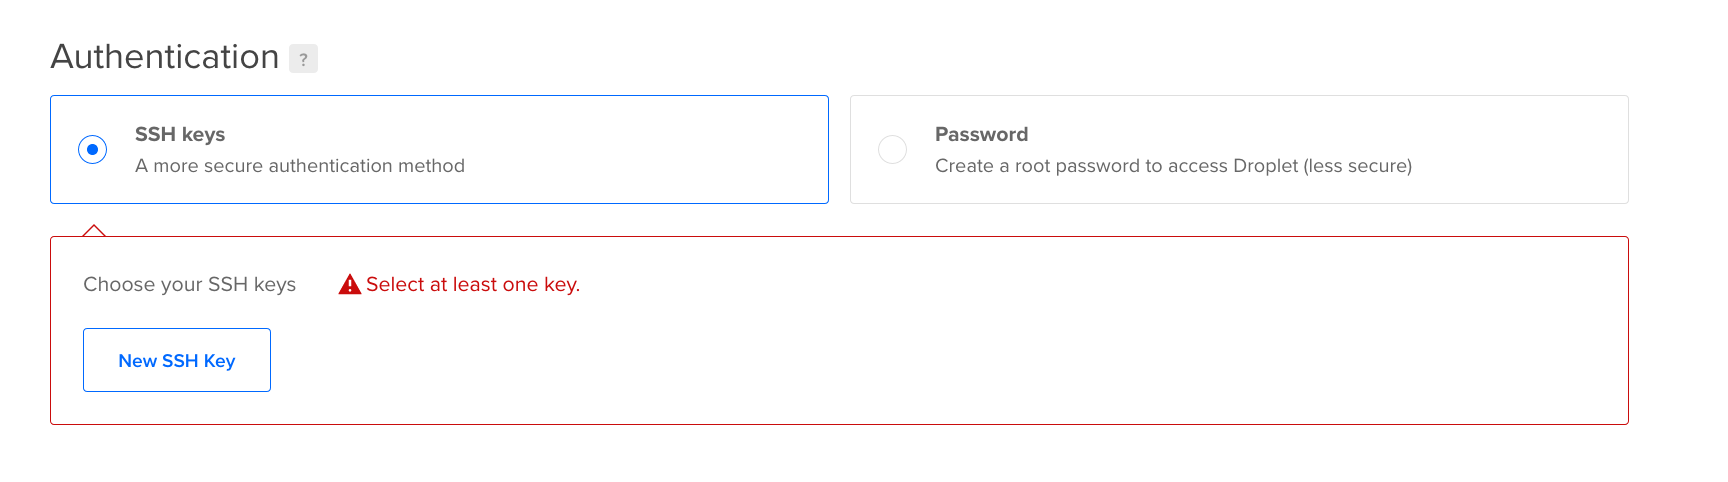 Authentication ?
SSH keys
A more secure authentication method
Password
Create a root password to access Droplet (less secure)
Choose your SSH keys
Select at least one key.
New SSH Key